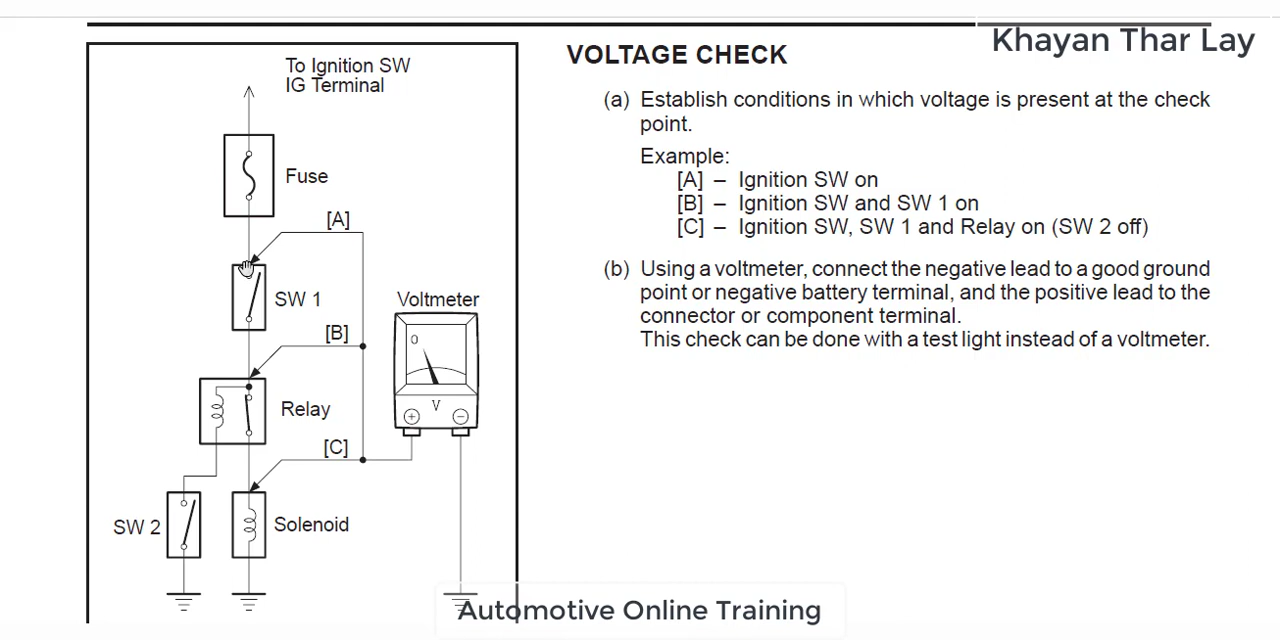 Khayan Thar Lay
To Ignition SW
IG Terminal
Fuse
[A]
SW 1
Voltmeter
0
[B]
V
+ −
Relay
[C]
SW 2
Solenoid
VOLTAGE CHECK
(a) Establish conditions in which voltage is present at the check
point.
Example:
[A] – Ignition SW on
[B] – Ignition SW and SW 1 on
[C] – Ignition SW, SW 1 and Relay on (SW 2 off)
(b) Using a voltmeter, connect the negative lead to a good ground
point or negative battery terminal, and the positive lead to the
connector or component terminal.
This check can be done with a test light instead of a voltmeter.
Automotive Online Training